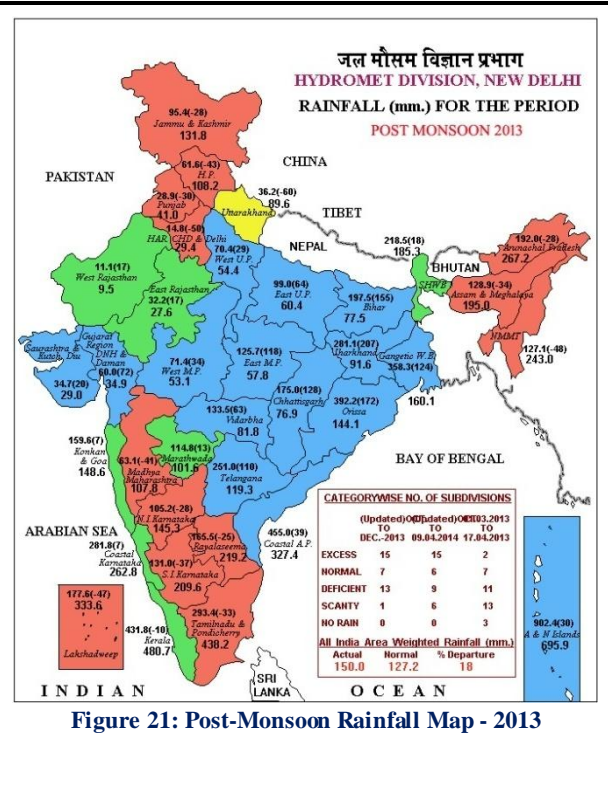 जल मौसम विज्ञान प्रभाग
HYDROMET DIVISION, NEW DELHI
RAINFALL (mm.) FOR THE PERIOD
POST MONSOON 2013
95.4(-28)
Jammu & Kashmir
131.8
61.6(-43)
H.P.
108.2
CHINA
PAKISTAN
28.9(-30)
Punjab
41.0
36.2(-60)
89.6
Uttarakhand
TIBET
14.8(-50)
HAR. CHD & Delhi
29.4
70.4(29)
West U.P.
54.4
NEPAL
218.5(18)
185.3
BHUTAN
SHWB
192.0(-28)
Arunachal Pradesh
267.2
128.9(-34)
Assam & Meghalaya
195.0
NMMT
127.1(-48)
243.0
11.1(17)
West Rajasthan
9.5
East Rajasthan
32.2(17)
27.6
99.0(64)
East U.P.
60.4
197.5(155)
Bihar
77.5
Saurashtra &
Kutch, Diu
34.7(20)
29.0
Gujarat
Region
DNH &
Daman
60.0(72)
34.9
71.4(34)
West M.P.
53.1
125.7(118)
East M.P.
57.8
281.1(207)
Jharkhand
91.6
Gangetic W.B.
358.3(124)
160.1
175.0(128)
Chhattisgarh
76.9
392.2(172)
Orissa
144.1
133.5(63)
Vidarbha
81.8
159.6(7)
Konkan
& Goa
148.6
63.1(-41)
Madhya
Maharashtra
107.8
114.8(13)
Marathwada
101.6
251.0(110)
Telangana
119.3
BAY OF BENGAL
ARABIAN SEA
281.8(7)
Coastal
Karnataka
262.8
105.2(-28)
N.I.Karnataka
145.3
165.5(-25)
Rayalaseema
219.2
455.0(39)
Coastal A.P.
327.4
131.0(-37)
S.I.Karnataka
209.6
177.6(-47)
333.6
Lakshadweep
431.8(-10)
Kerala
480.7
293.4(-33)
Tamilnadu &
Pondicherry
438.2
902.4(30)
A & N Islands
695.9
CATEGORYWISE NO. OF SUBDIVISIONS
TO TO TO
DEC.-2013 09.04.2014 17.04.2013
EXCESS 15 15 2
NORMAL 7 6 7
DEFICIENT 13 9 11
SCANTY 1 6 13
NO RAIN 0 0 3
All India Area Weighted Rainfall (mm.)
Actual Normal % Departure
150.0 127.2 18
SRI
LANKA
INDIAN OCEAN
Figure 21: Post-Monsoon Rainfall Map - 2013